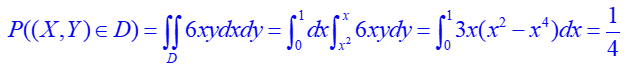 P((X,Y)∈D)=∬_D 6xydxdy=∫_0^1 dx∫_{x^2}^x 6xydy=∫_0^1 3x(x^2−x^4)dx=1/4